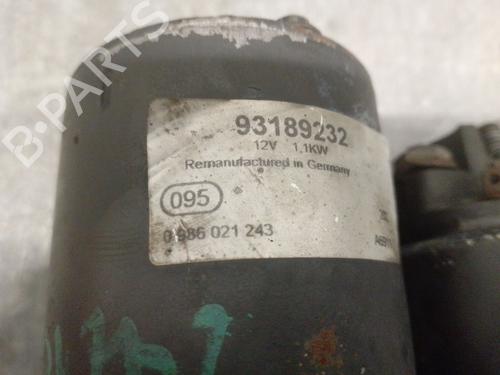 B-PARTS
93189232
12V 1,1KW
Remanufactured in Germany
095
0 986 021 243